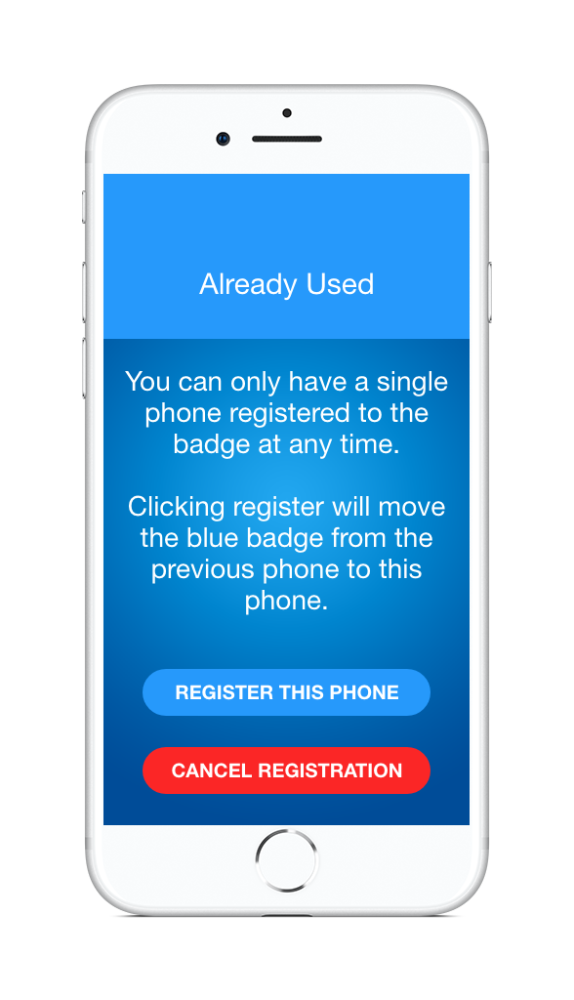 Already Used
You can only have a single
phone registered to the
badge at any time.
Clicking register will move
the blue badge from the
previous phone to this
phone.
REGISTER THIS PHONE
CANCEL REGISTRATION